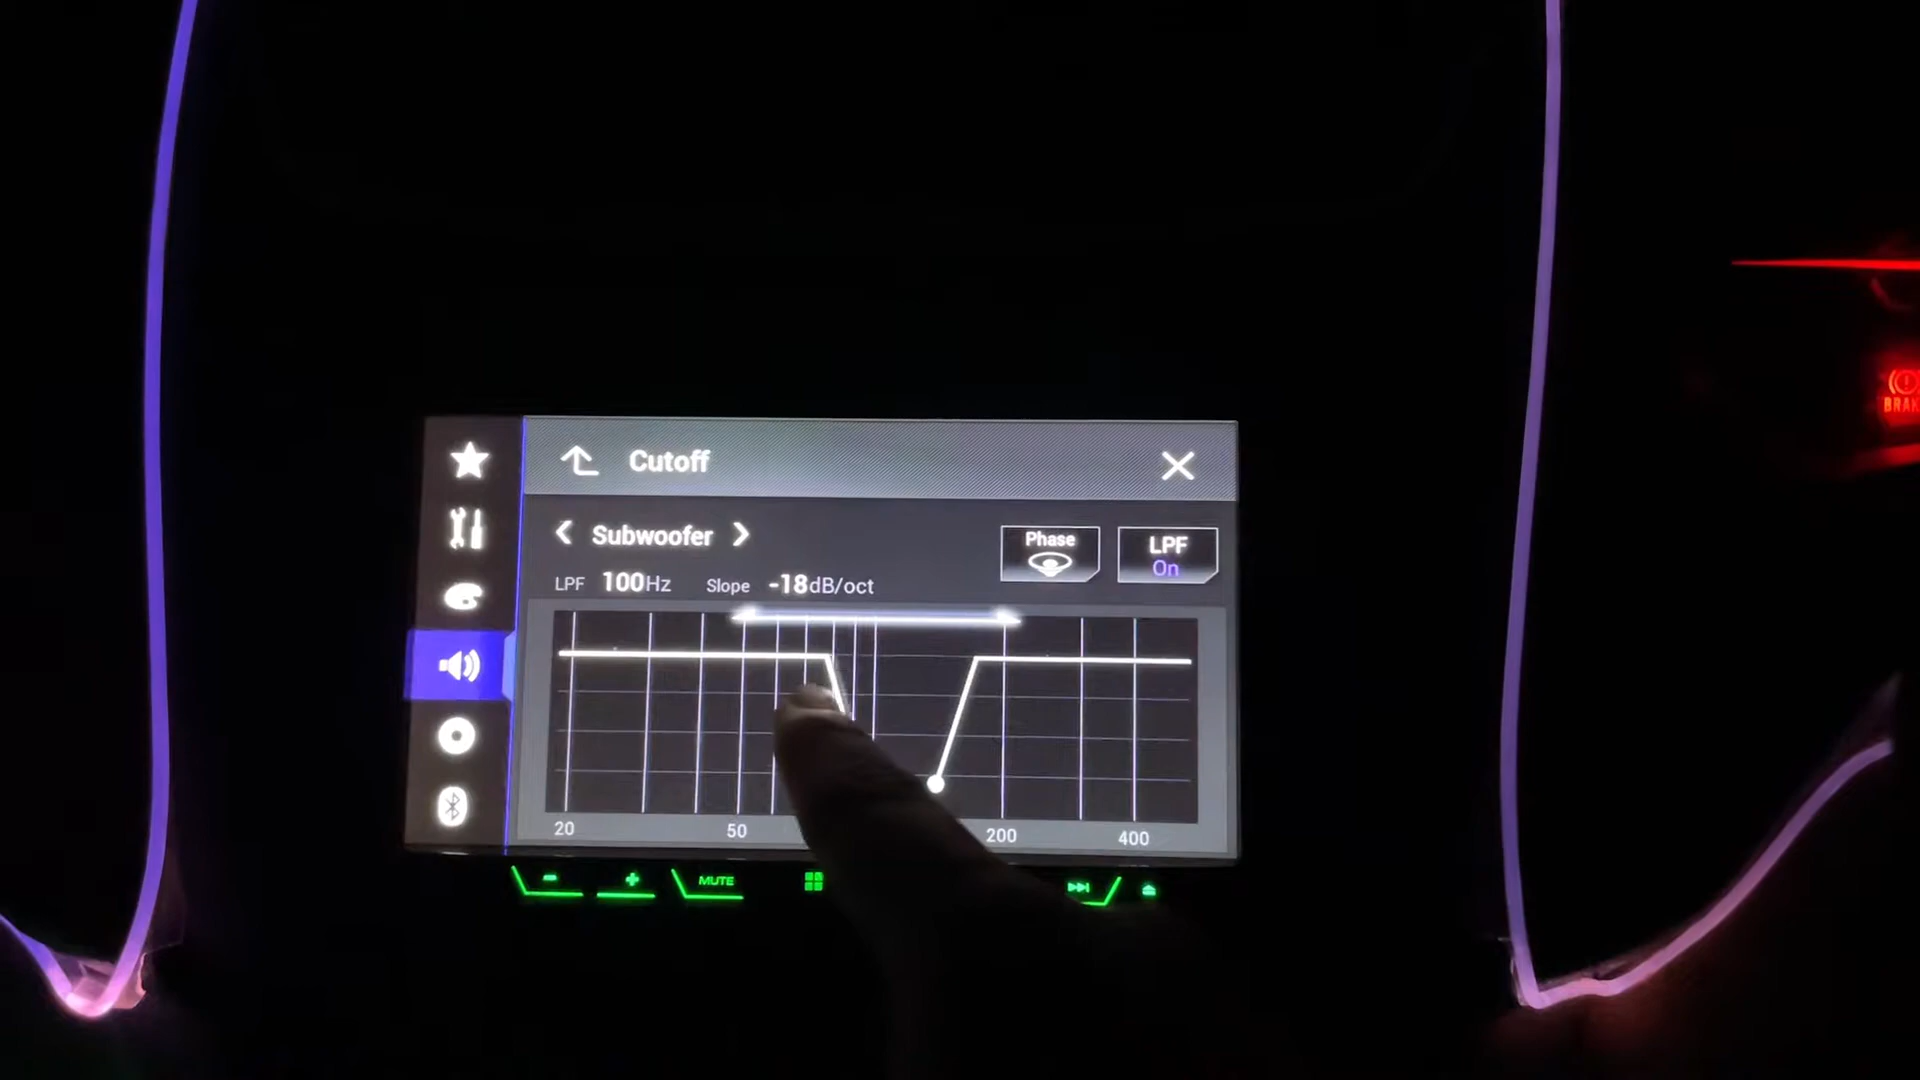 Cutoff
Subwoofer
Phase
LPF
On
LPF 100Hz Slope -18dB/oct
20 50 200 400
MUTE